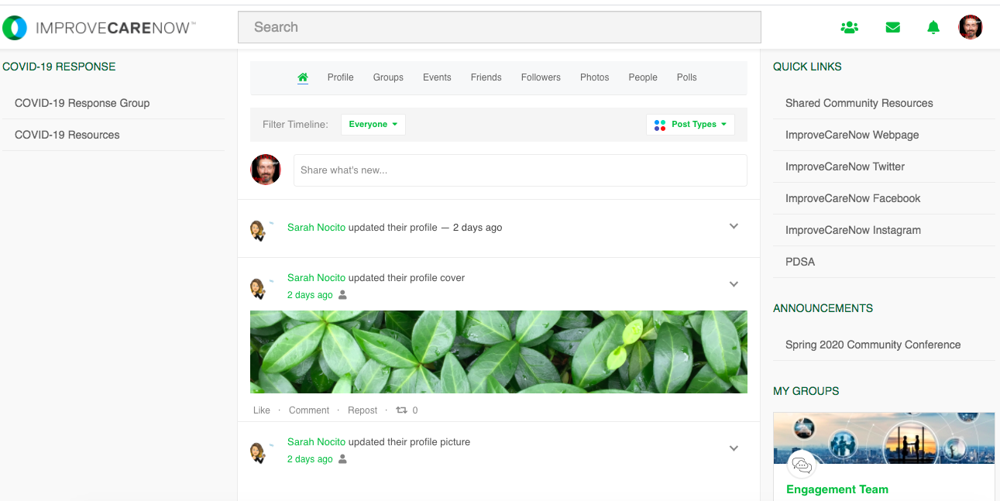 IMPROVECARENOW™
Search
COVID-19 RESPONSE
COVID-19 Response Group
COVID-19 Resources
Profile Groups Events Friends Followers Photos People Polls
Filter Timeline: Everyone Post Types
Share what's new...
Sarah Nocito updated their profile — 2 days ago
Sarah Nocito updated their profile cover
2 days ago
Like · Comment · Repost · 0
Sarah Nocito updated their profile picture
2 days ago
QUICK LINKS
Shared Community Resources
ImproveCareNow Webpage
ImproveCareNow Twitter
ImproveCareNow Facebook
ImproveCareNow Instagram
PDSA
ANNOUNCEMENTS
Spring 2020 Community Conference
MY GROUPS
Engagement Team